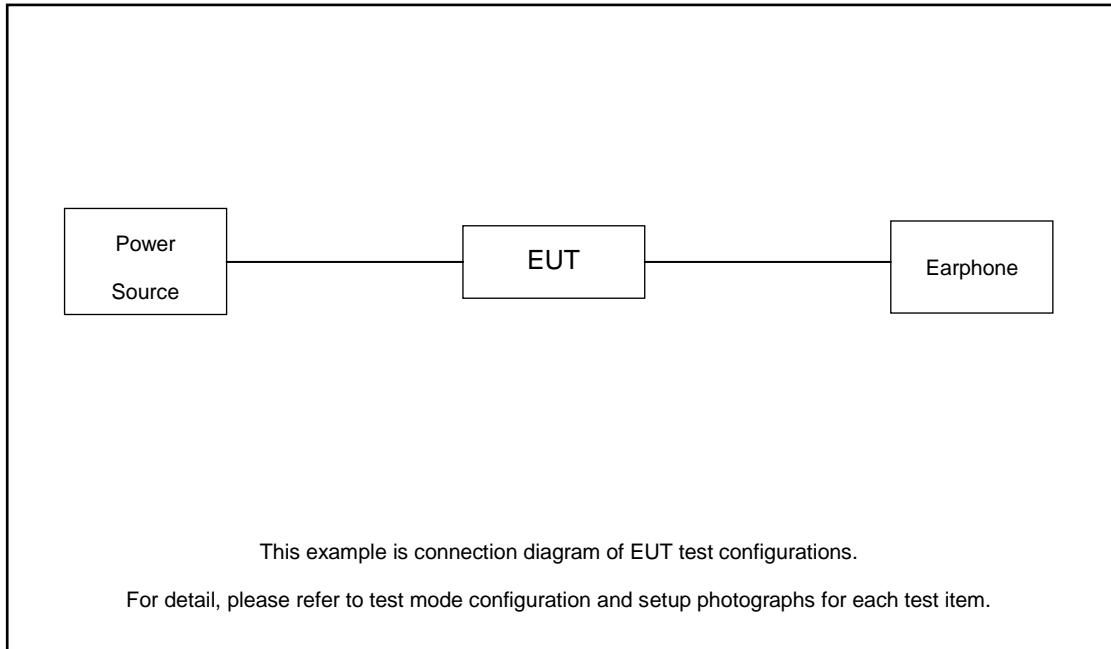 Power
Source
EUT
Earphone
This example is connection diagram of EUT test configurations.
For detail, please refer to test mode configuration and setup photographs for each test item.